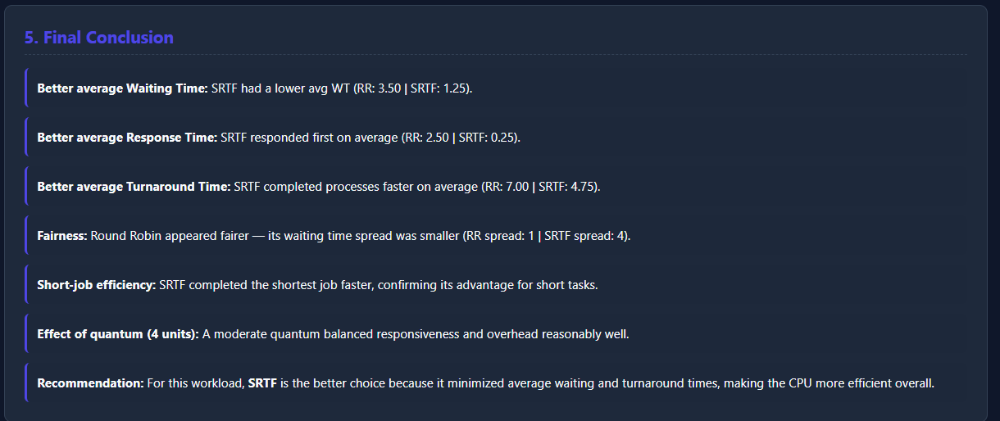 5. Final Conclusion
Better average Waiting Time: SRTF had a lower avg WT (RR: 3.50 | SRTF: 1.25).
Better average Response Time: SRTF responded first on average (RR: 2.50 | SRTF: 0.25).
Better average Turnaround Time: SRTF completed processes faster on average (RR: 7.00 | SRTF: 4.75).
Fairness: Round Robin appeared fairer — its waiting time spread was smaller (RR spread: 1 | SRTF spread: 4).
Short-job efficiency: SRTF completed the shortest job faster, confirming its advantage for short tasks.
Effect of quantum (4 units): A moderate quantum balanced responsiveness and overhead reasonably well.
Recommendation: For this workload, SRTF is the better choice because it minimized average waiting and turnaround times, making the CPU more efficient overall.